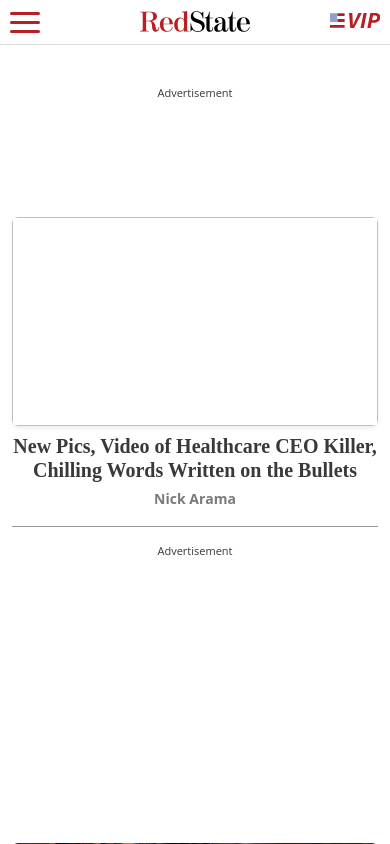 RedState
VIP
Advertisement
New Pics, Video of Healthcare CEO Killer,
Chilling Words Written on the Bullets
Nick Arama
Advertisement